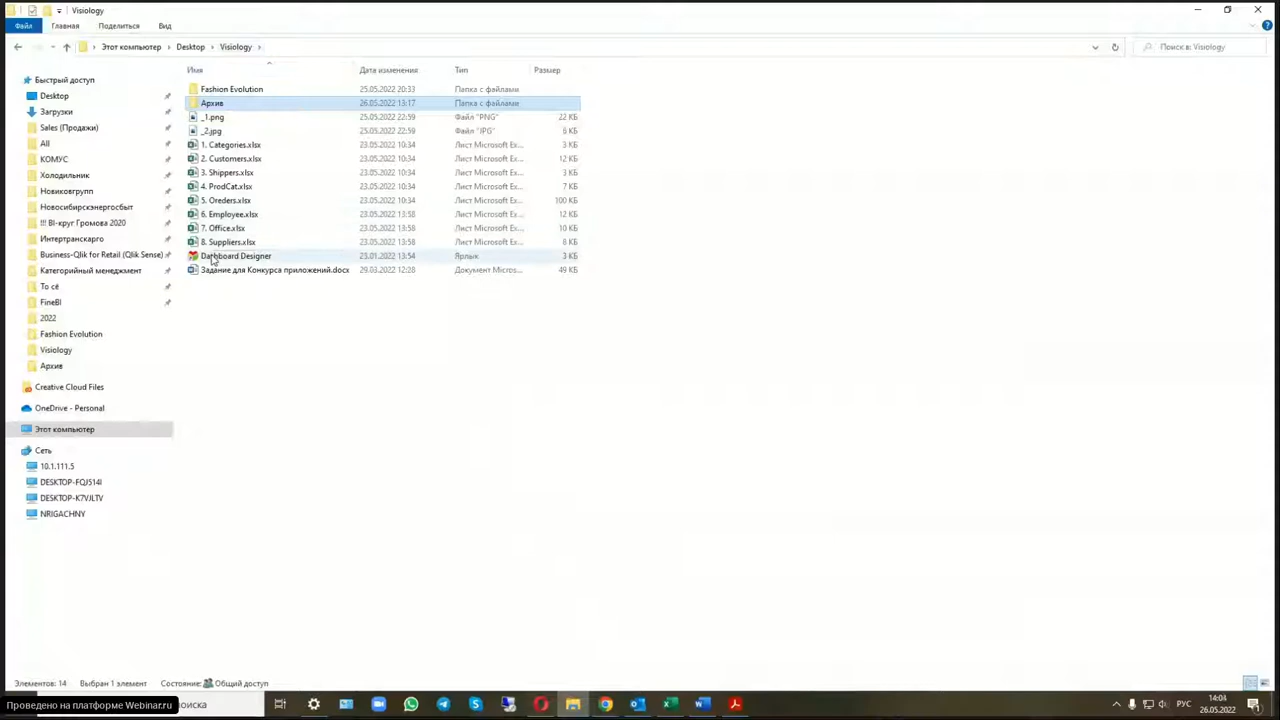 Visiology
Файл Главная Поделиться Вид
Этот компьютер > Desktop > Visiology >
Поиск в: Visiology
Имя Дата изменения Тип Размер
Быстрый доступ
Desktop
Загрузки
Sales (Продажи)
All
КОМУС
Холодильник
Новиковгрупп
Новосибирскэнергосбыт
!!! BI-круг Громова 2020
Интертранскарго
Business-Qlik for Retail (Qlik Sense)
Категорийный менеджмент
То сё
FineBI
2022
Fashion Evolution
Visiology
Архив
Creative Cloud Files
OneDrive - Personal
Этот компьютер
Сеть
10.1.111.5
DESKTOP-FQJ514I
DESKTOP-K7VJLTV
NRIGACHNY
Fashion Evolution 25.05.2022 20:33 Папка с файлами
Архив 26.05.2022 13:17 Папка с файлами
_1.png 22.05.2022 22:59 Файл "PNG" 22 КБ
_2.jpg 22.05.2022 22:59 Файл "JPG" 6 КБ
1. Categories.xlsx 23.05.2022 10:34 Лист Microsoft Ex... 3 КБ
2. Customers.xlsx 23.05.2022 10:34 Лист Microsoft Ex... 12 КБ
3. Shippers.xlsx 23.05.2022 10:34 Лист Microsoft Ex... 3 КБ
4. ProdCat.xlsx 23.05.2022 10:34 Лист Microsoft Ex... 7 КБ
5. Oreders.xlsx 23.05.2022 10:34 Лист Microsoft Ex... 100 КБ
6. Employee.xlsx 23.05.2022 13:58 Лист Microsoft Ex... 12 КБ
7. Office.xlsx 23.05.2022 13:58 Лист Microsoft Ex... 10 КБ
8. Suppliers.xlsx 23.05.2022 13:58 Лист Microsoft Ex... 8 КБ
Dashboard Designer 23.01.2022 13:54 Ярлык 3 КБ
Задание для Конкурса приложений.docx 29.03.2022 12:28 Документ Micros... 49 КБ
Элементов: 14 Выбран 1 элемент Состояние: Общий доступ
Проведено на платформе Webinar.ru
поиска
РУС
14:04
26.05.2022